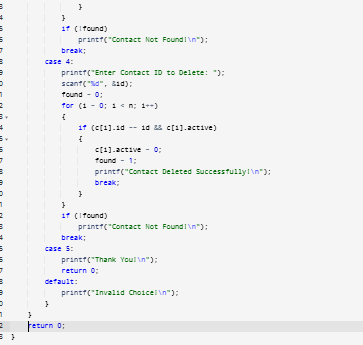 }
}
if (!found)
printf("Contact Not Found!\n");
break;
case 4:
printf("Enter Contact ID to Delete: ");
scanf("%d", &id);
found = 0;
for (i = 0; i < n; i++)
{
if (c[i].id == id && c[i].active)
{
c[i].active = 0;
found = 1;
printf("Contact Deleted Successfully!\n");
break;
}
}
if (!found)
printf("Contact Not Found!\n");
break;
case 5:
printf("Thank You!\n");
return 0;
default:
printf("Invalid Choice!\n");
}
}
return 0;
}